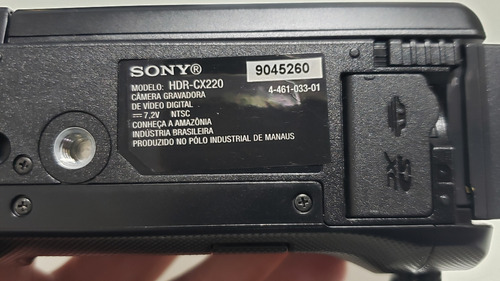 SONY®
9045260
MODELO: HDR-CX220
4-461-033-01
CÂMERA GRAVADORA
DE VÍDEO DIGITAL
⎓ 7,2V NTSC
CONHEÇA A AMAZÔNIA
INDÚSTRIA BRASILEIRA
PRODUZIDO NO PÓLO INDUSTRIAL DE MANAUS